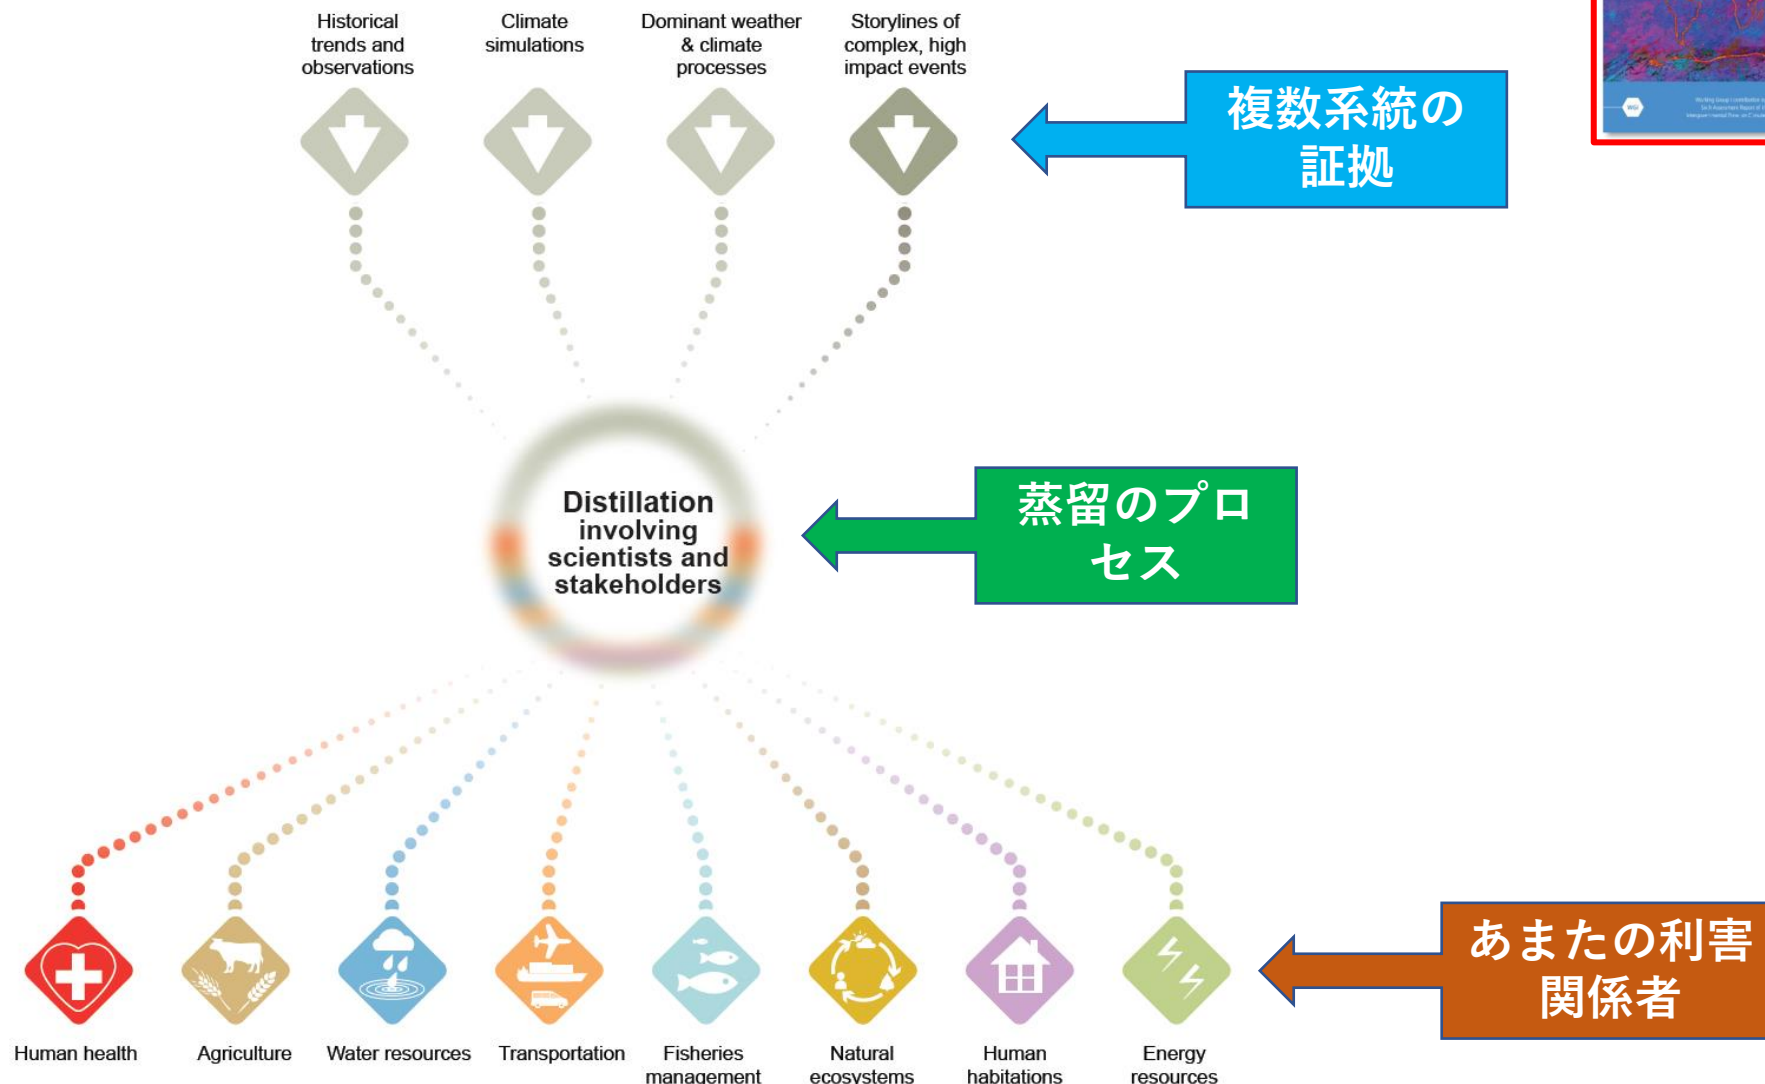 Historical
trends and
observations
Climate
simulations
Dominant weather
& climate
processes
Storylines of
complex, high
impact events
複数系統の
証拠
WGI
Distillation
involving
scientists and
stakeholders
蒸留のプロ
セス
あまたの利害
関係者
Human health
Agriculture
Water resources
Transportation
Fisheries
management
Natural
ecosystems
Human
habitations
Energy
resources